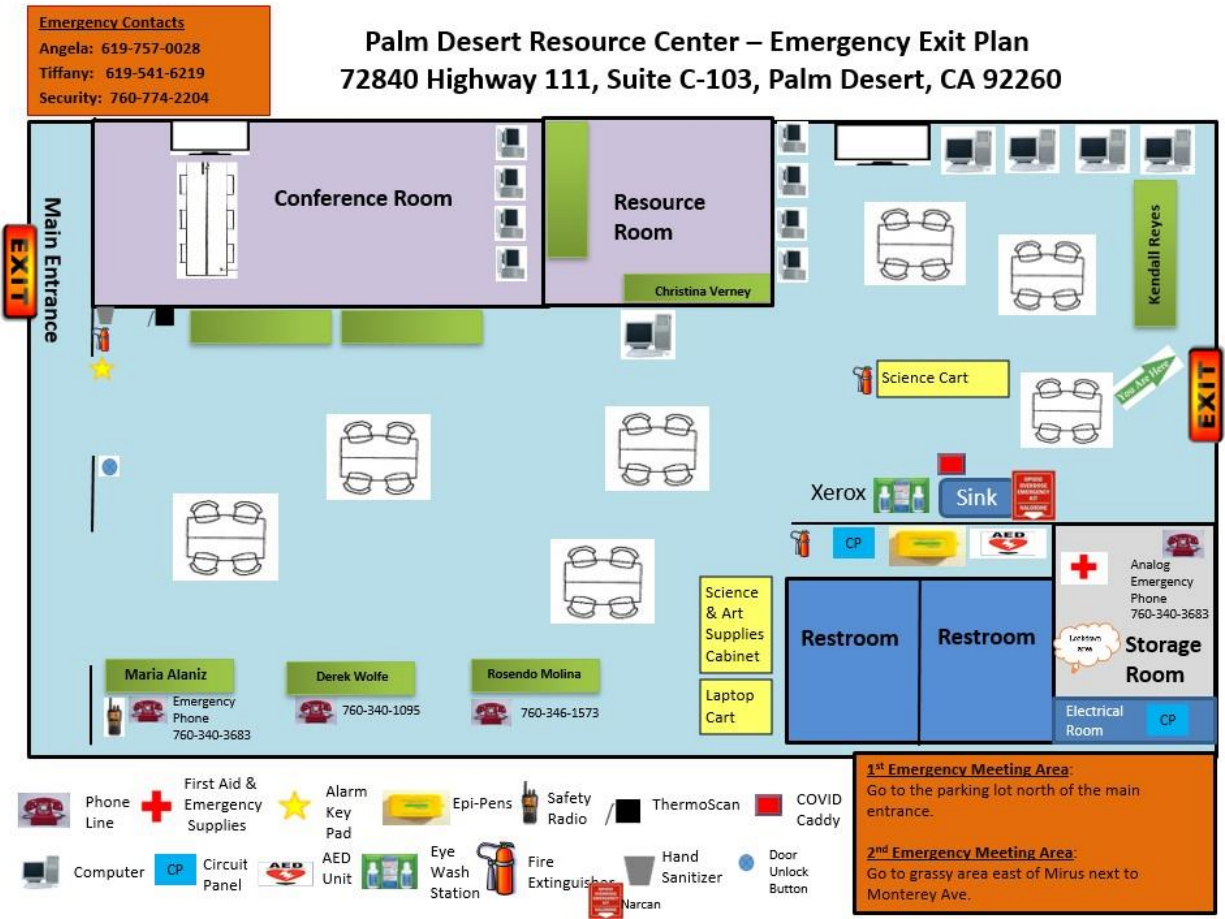 Emergency Contacts
Angela: 619-757-0028
Tiffany: 619-541-6219
Security: 760-774-2204
Palm Desert Resource Center – Emergency Exit Plan
72840 Highway 111, Suite C-103, Palm Desert, CA 92260
Main Entrance
EXIT
Conference Room
Resource
Room
Christina Verney
Kendall Reyes
Science Cart
You Are Here
EXIT
Xerox
Sink
OPIOID
OVERDOSE
EMERGENCY
KIT
NALOXONE
CP
AED
Analog
Emergency
Phone
760-340-3683
Lockdown
area
Storage
Room
Science
& Art
Supplies
Cabinet
Restroom
Restroom
Maria Alaniz
Derek Wolfe
Rosendo Molina
Emergency
Phone
760-340-3683
760-340-1095
760-346-1573
Laptop
Cart
Electrical
Room
CP
1st Emergency Meeting Area:
Go to the parking lot north of the main
entrance.
2nd Emergency Meeting Area:
Go to grassy area east of Mirus next to
Monterey Ave.
Phone
Line
First Aid &
Emergency
Supplies
Alarm
Key
Pad
Epi-Pens
Safety
Radio
ThermoScan
COVID
Caddy
Computer
CP
Circuit
Panel
AED
AED
Unit
Eye
Wash
Station
Fire
Extinguisher
Narcan
Hand
Sanitizer
Door
Unlock
Button